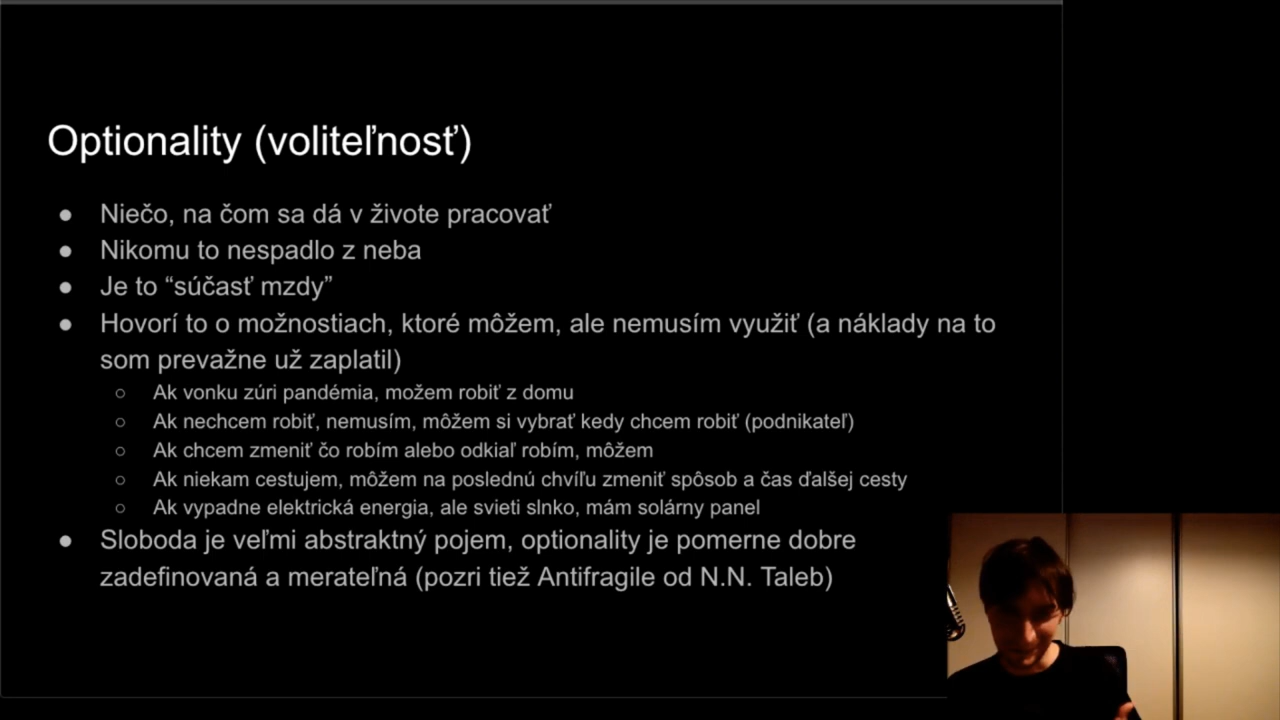 Optionality (voliteľnosť)
● Niečo, na čom sa dá v živote pracovať
● Nikomu to nespadlo z neba
● Je to “súčasť mzdy”
● Hovorí to o možnostiach, ktoré môžem, ale nemusím využiť (a náklady na to
som prevažne už zaplatil)
○ Ak vonku zúri pandémia, možem robiť z domu
○ Ak nechcem robiť, nemusím, môžem si vybrať kedy chcem robiť (podnikateľ)
○ Ak chcem zmeniť čo robím alebo odkiaľ robím, môžem
○ Ak niekam cestujem, môžem na poslednú chvíľu zmeniť spôsob a čas ďalšej cesty
○ Ak vypadne elektrická energia, ale svieti slnko, mám solárny panel
● Sloboda je veľmi abstraktný pojem, optionality je pomerne dobre
zadefinovaná a merateľná (pozri tiež Antifragile od N.N. Taleb)